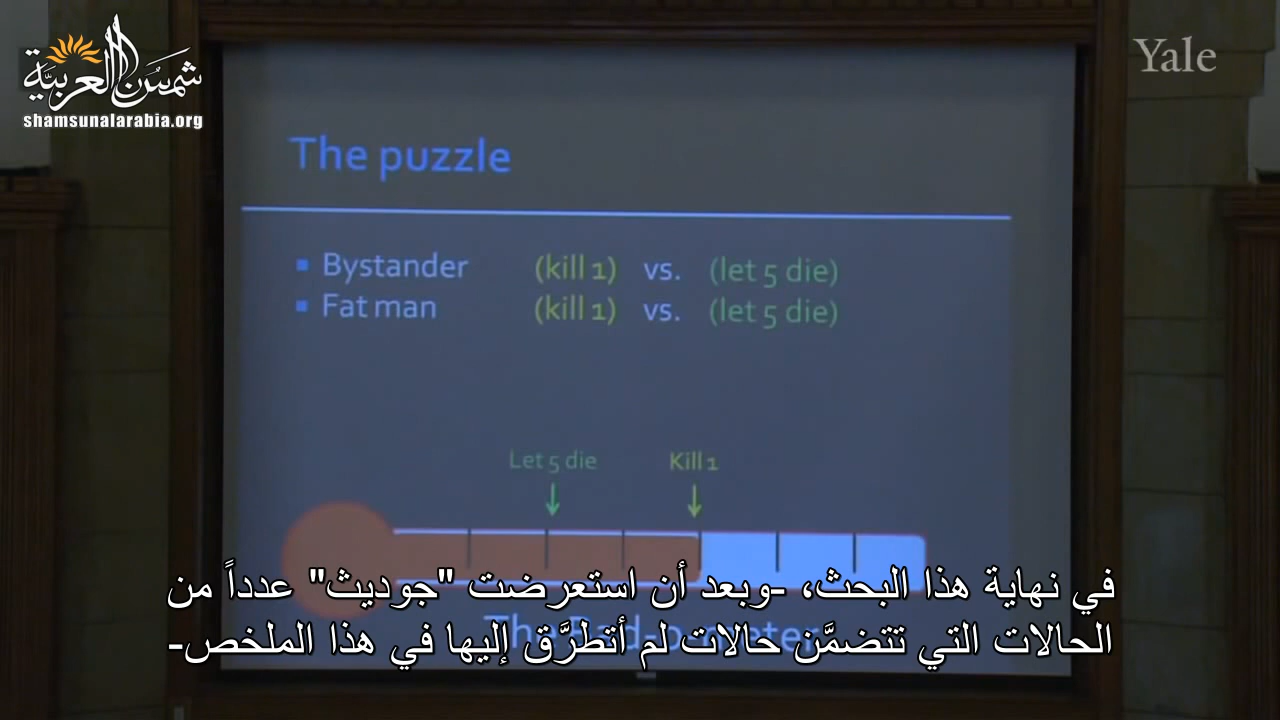 شمس العربية
shamsunalarabia.org
Yale
The puzzle
Bystander (kill 1) vs. (let 5 die)
Fat man (kill 1) vs. (let 5 die)
Let 5 die Kill 1
في نهاية هذا البحث، -وبعد أن استعرضت "جوديث" عدداً من
الحالات التي تتضمَّن حالات لم أتطرَّق إليها في هذا الملخص-